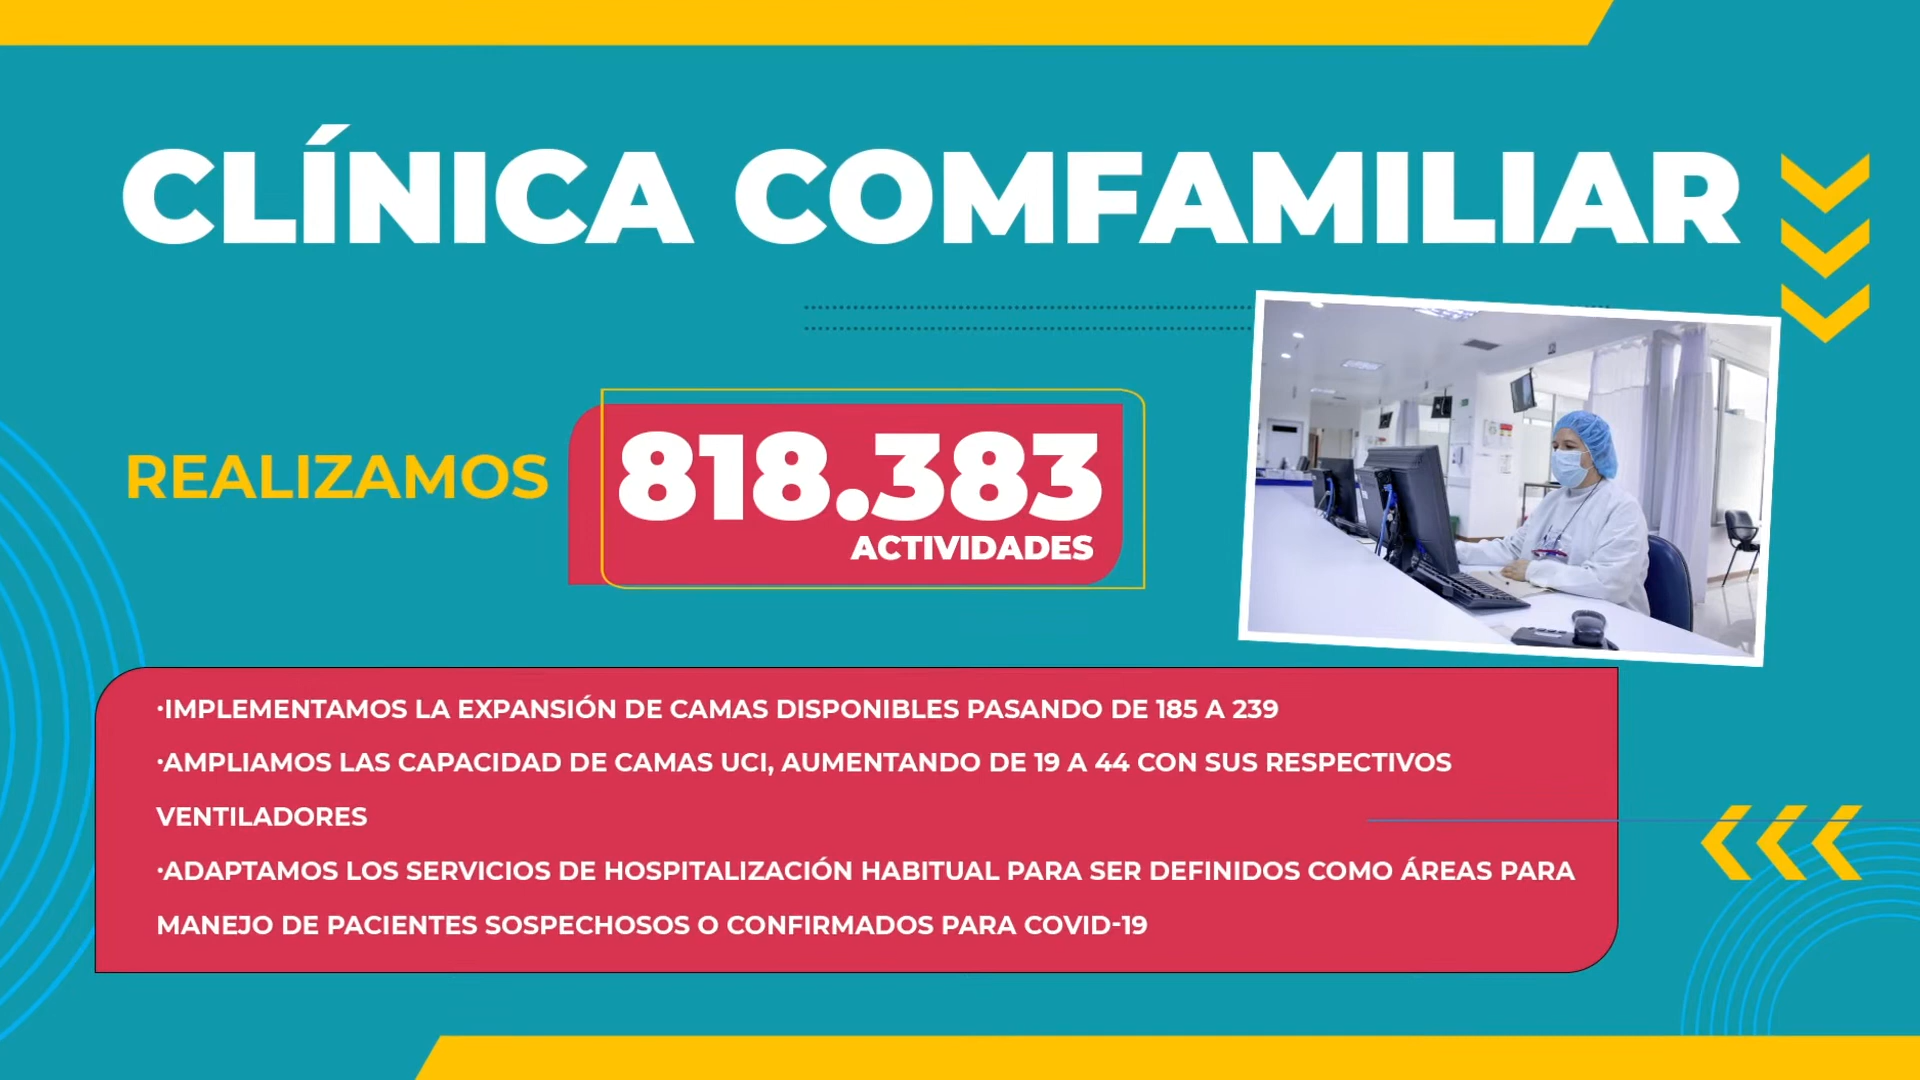 CLÍNICA COMFAMILIAR
REALIZAMOS
818.383
ACTIVIDADES
·IMPLEMENTAMOS LA EXPANSIÓN DE CAMAS DISPONIBLES PASANDO DE 185 A 239
·AMPLIAMOS LAS CAPACIDAD DE CAMAS UCI, AUMENTANDO DE 19 A 44 CON SUS RESPECTIVOS
VENTILADORES
·ADAPTAMOS LOS SERVICIOS DE HOSPITALIZACIÓN HABITUAL PARA SER DEFINIDOS COMO ÁREAS PARA
MANEJO DE PACIENTES SOSPECHOSOS O CONFIRMADOS PARA COVID-19